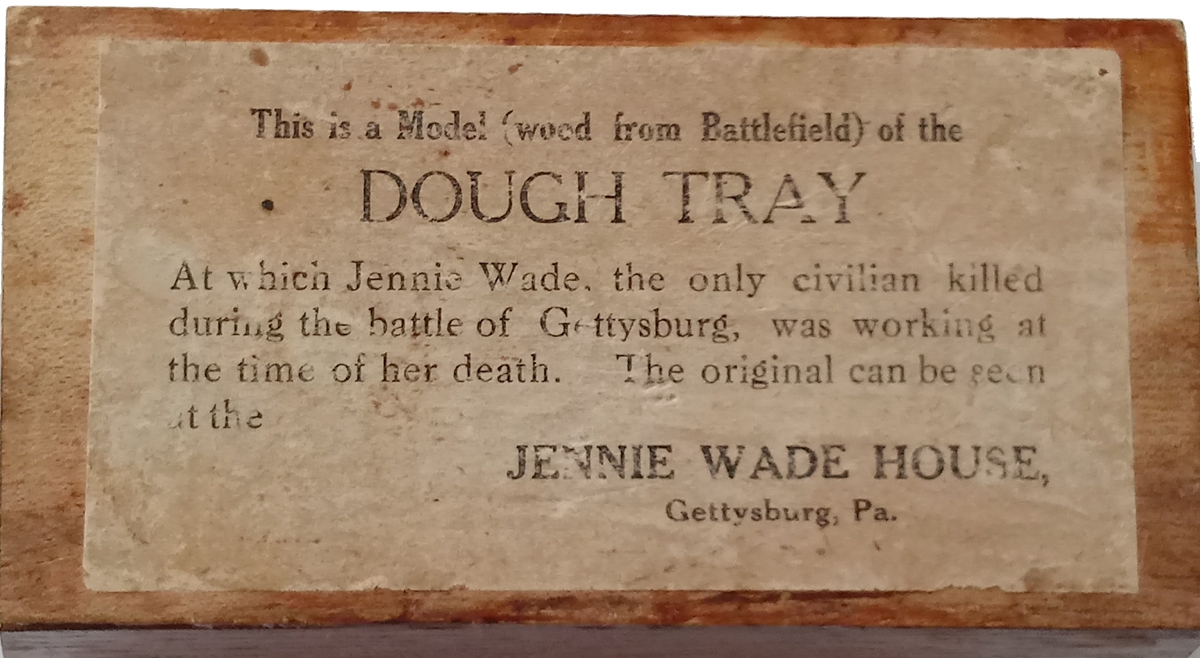 This is a Model (wood from Battlefield) of the
DOUGH TRAY
At which Jennie Wade, the only civilian killed
during the battle of Gettysburg, was working at
the time of her death. The original can be seen
at the
JENNIE WADE HOUSE,
Gettysburg, Pa.